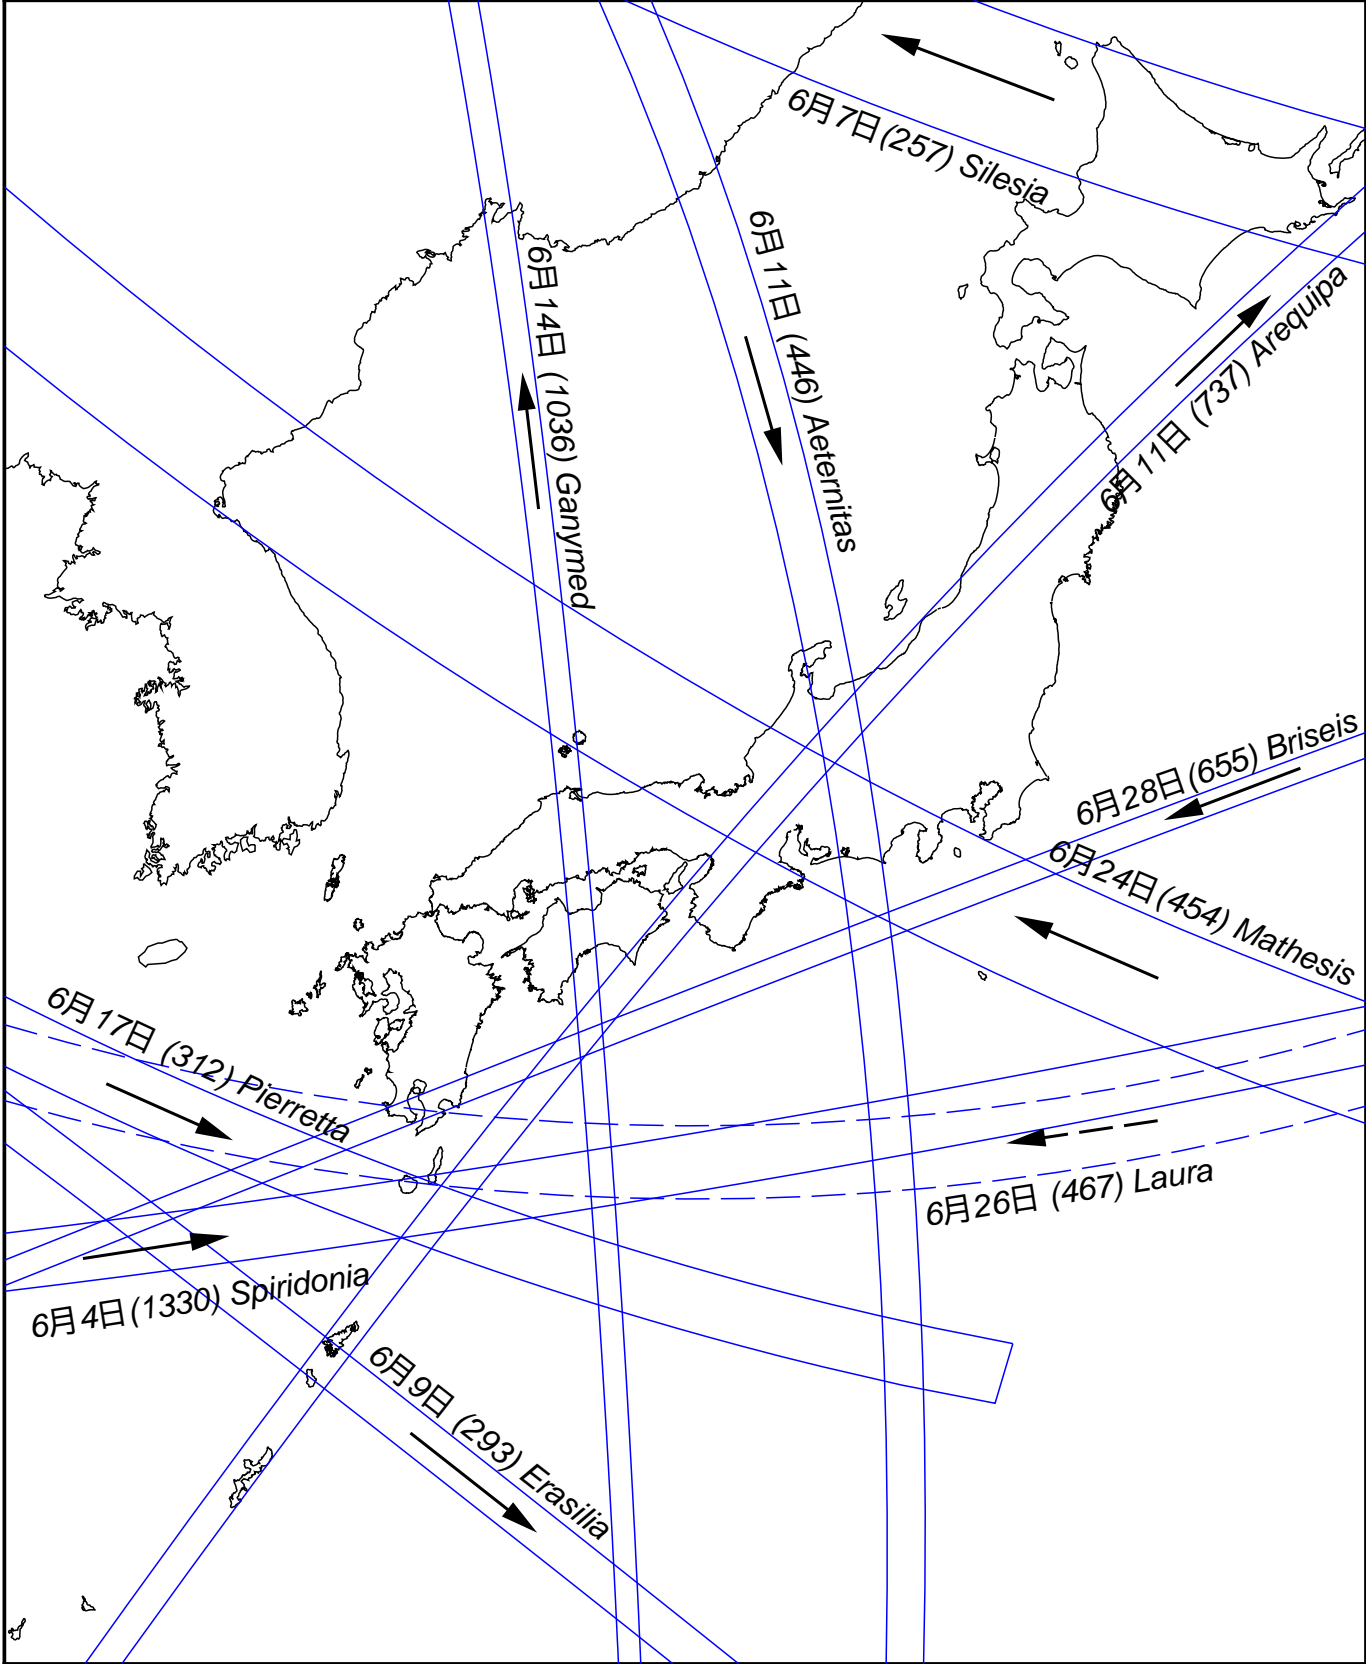 6月7日(257) Silesia
6月11日 (446) Aeternitas
6月14日 (1036) Ganymed
6月11日 (737) Arequipa
6月28日(655) Briseis
6月24日(454) Mathesis
6月17日 (312) Pierretta
6月26日 (467) Laura
6月4日(1330) Spiridonia
6月9日 (293) Erasilia